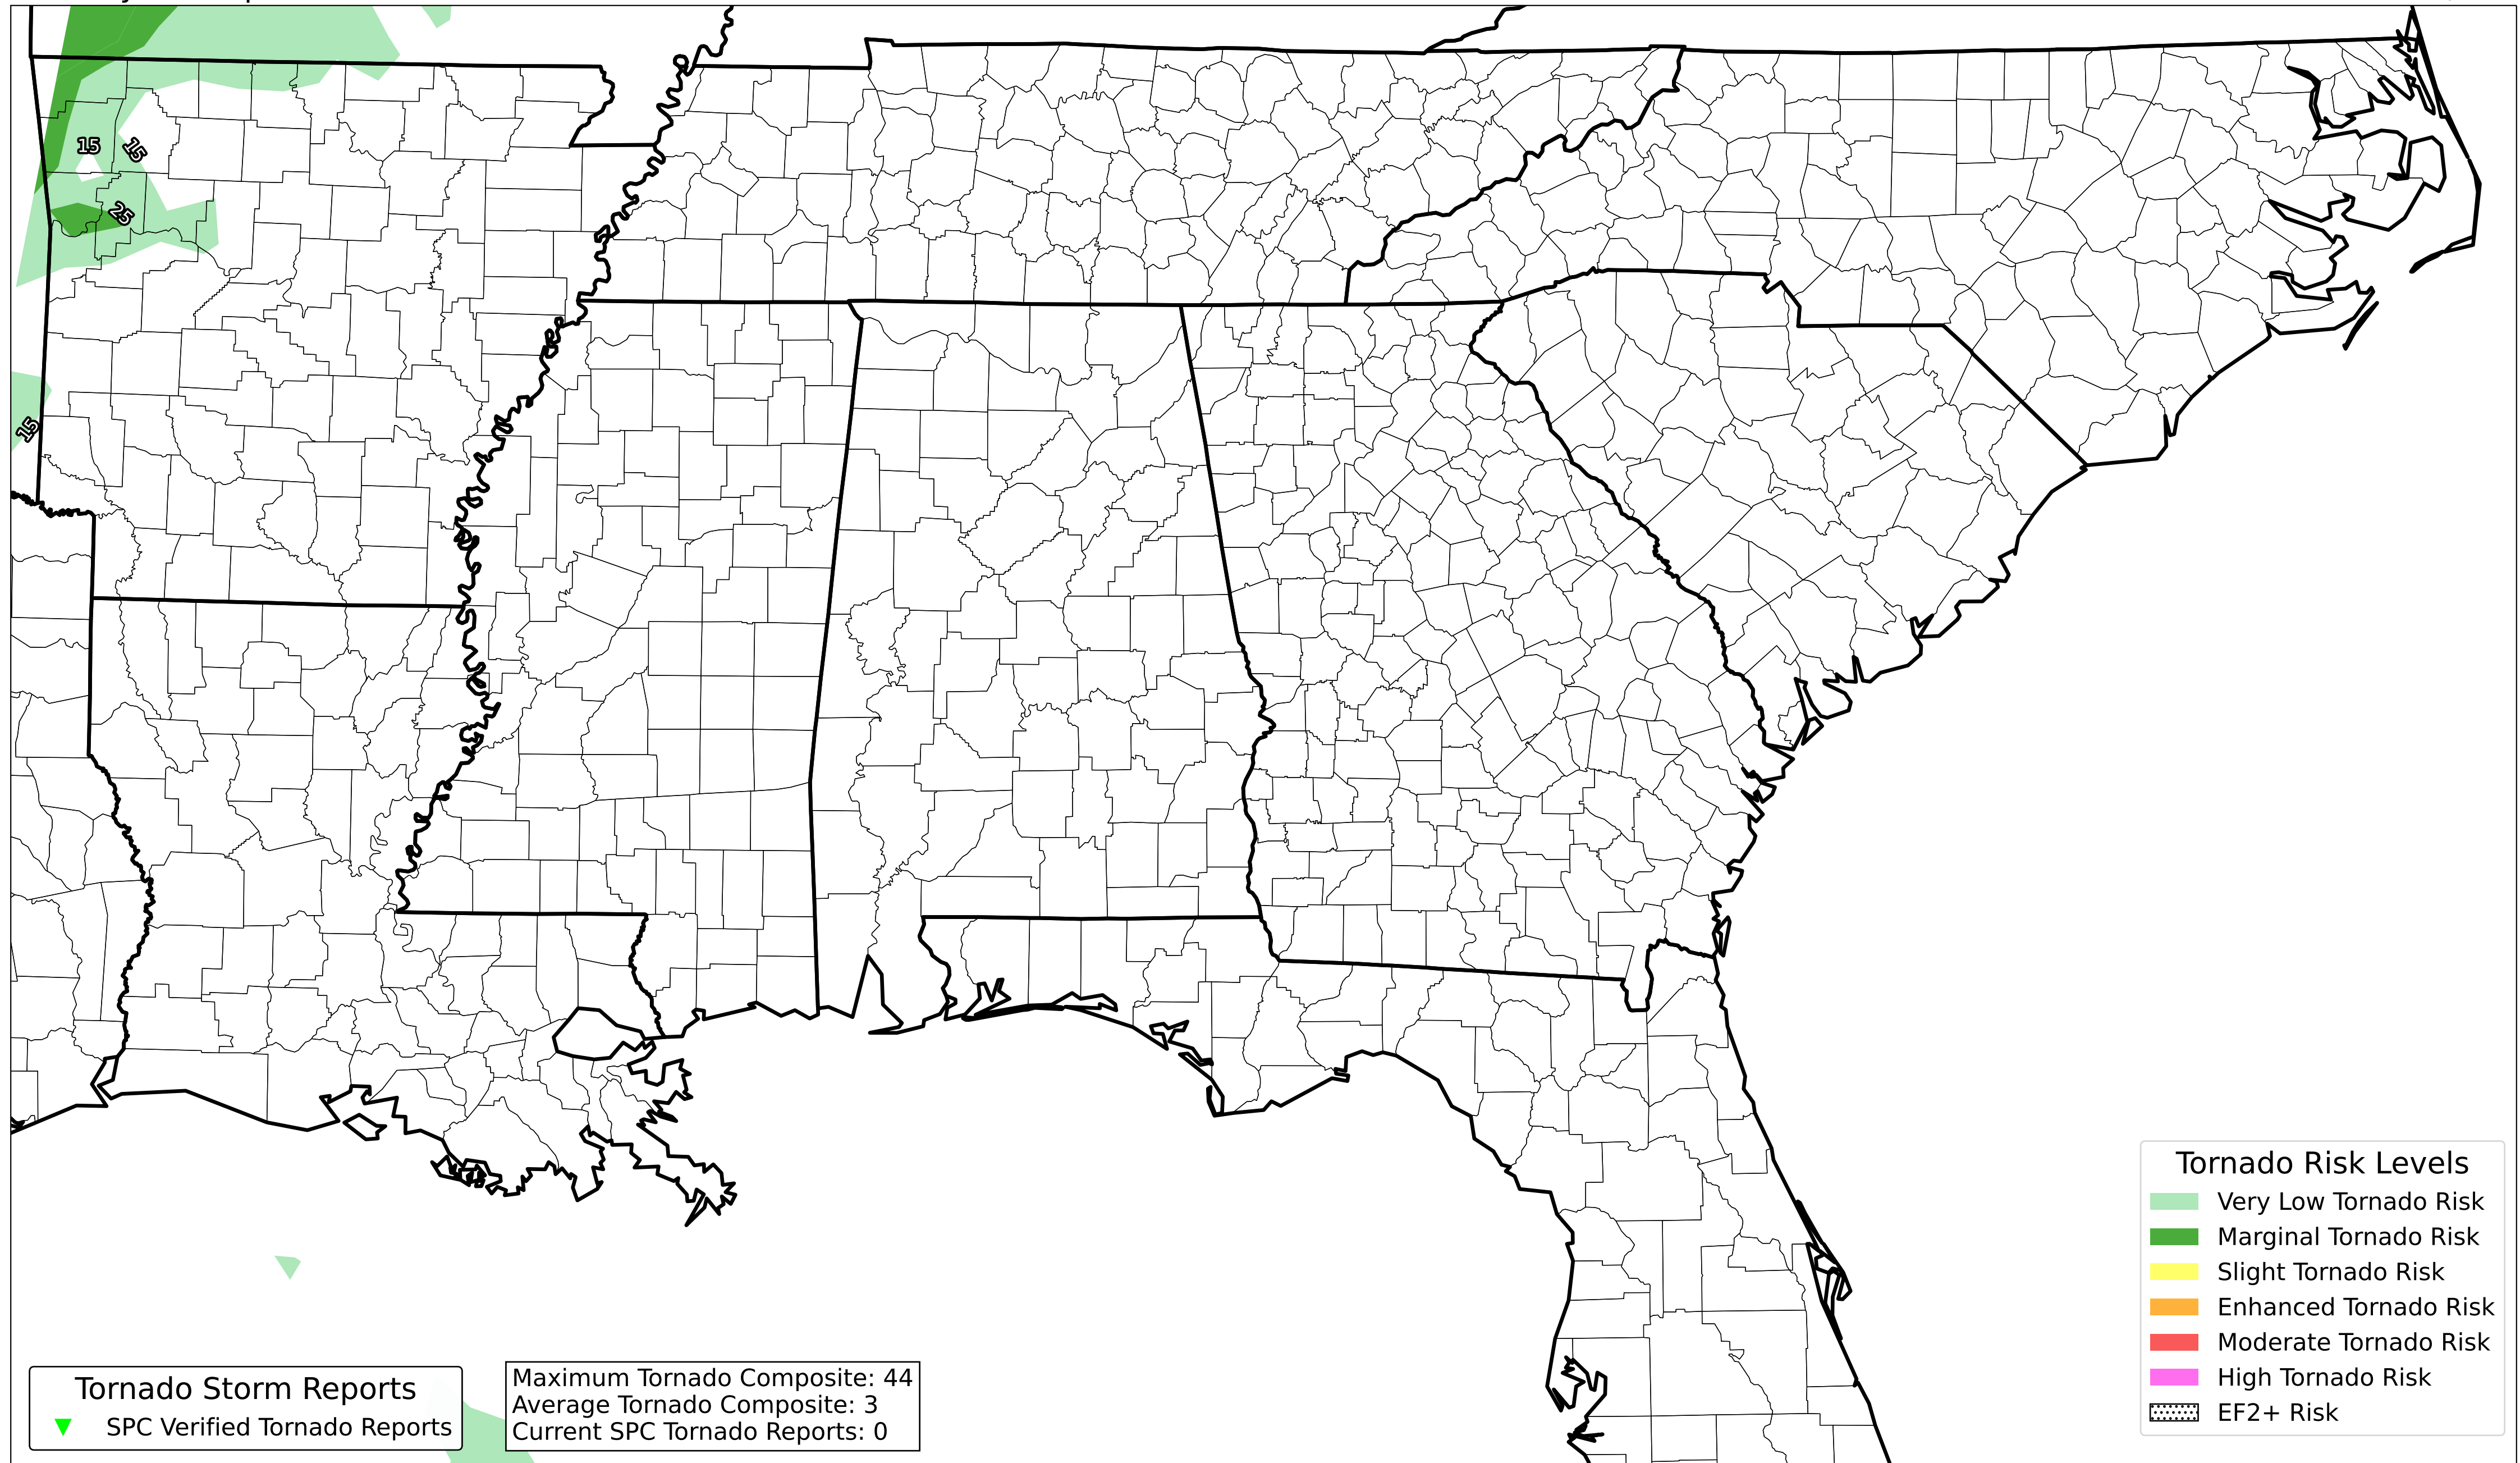 15
15
25
15
Tornado Risk Levels
Very Low Tornado Risk
Marginal Tornado Risk
Slight Tornado Risk
Enhanced Tornado Risk
Moderate Tornado Risk
High Tornado Risk
EF2+ Risk
Tornado Storm Reports
SPC Verified Tornado Reports
Maximum Tornado Composite: 44
Average Tornado Composite: 3
Current SPC Tornado Reports: 0